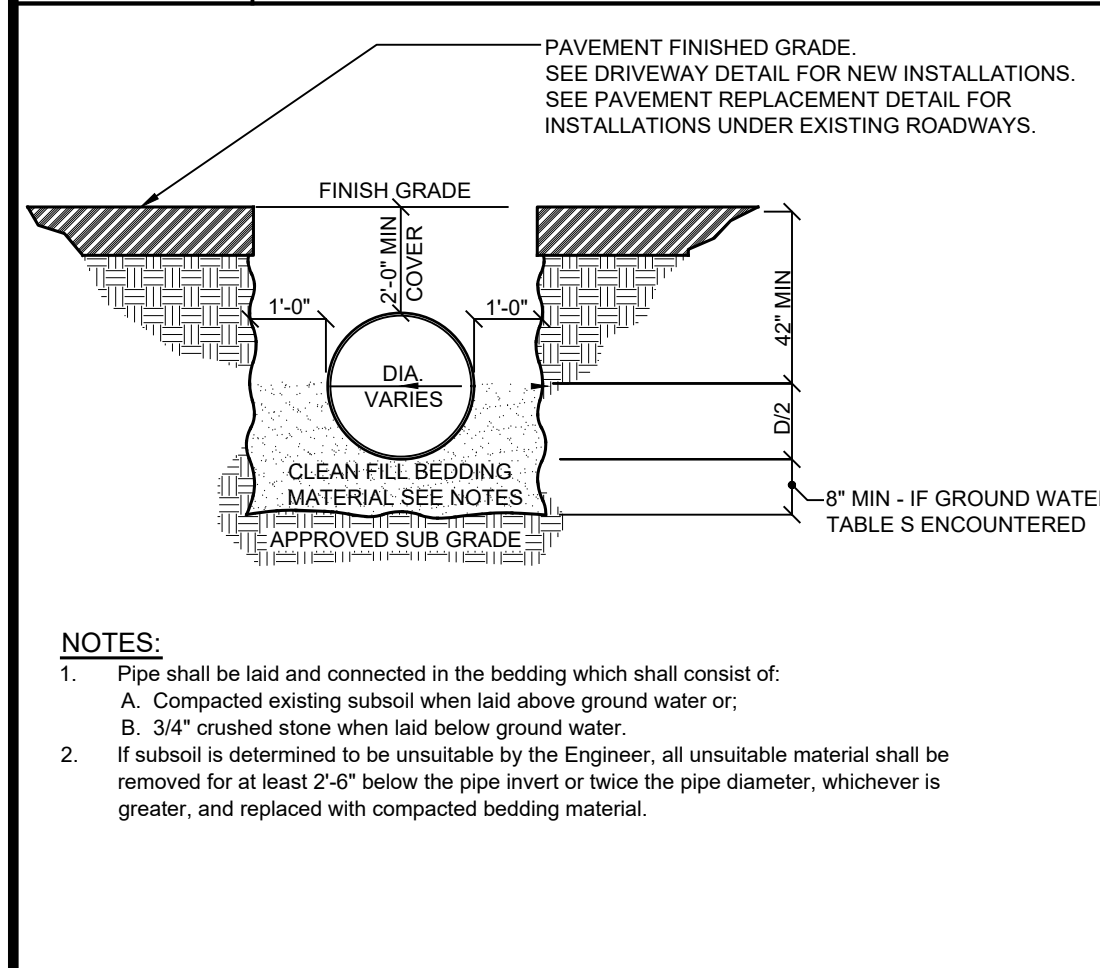 PAVEMENT FINISHED GRADE.
SEE DRIVEWAY DETAIL FOR NEW INSTALLATIONS.
SEE PAVEMENT REPLACEMENT DETAIL FOR
INSTALLATIONS UNDER EXISTING ROADWAYS.
FINISH GRADE
2'-0" MIN
COVER
1'-0"
1'-0"
42" MIN
DIA.
VARIES
D/2
CLEAN FILL BEDDING
MATERIAL SEE NOTES
8" MIN - IF GROUND WATER
TABLE S ENCOUNTERED
APPROVED SUB GRADE
NOTES:
1. Pipe shall be laid and connected in the bedding which shall consist of:
A. Compacted existing subsoil when laid above ground water or;
B. 3/4" crushed stone when laid below ground water.
2. If subsoil is determined to be unsuitable by the Engineer, all unsuitable material shall be
removed for at least 2'-6" below the pipe invert or twice the pipe diameter, whichever is
greater, and replaced with compacted bedding material.